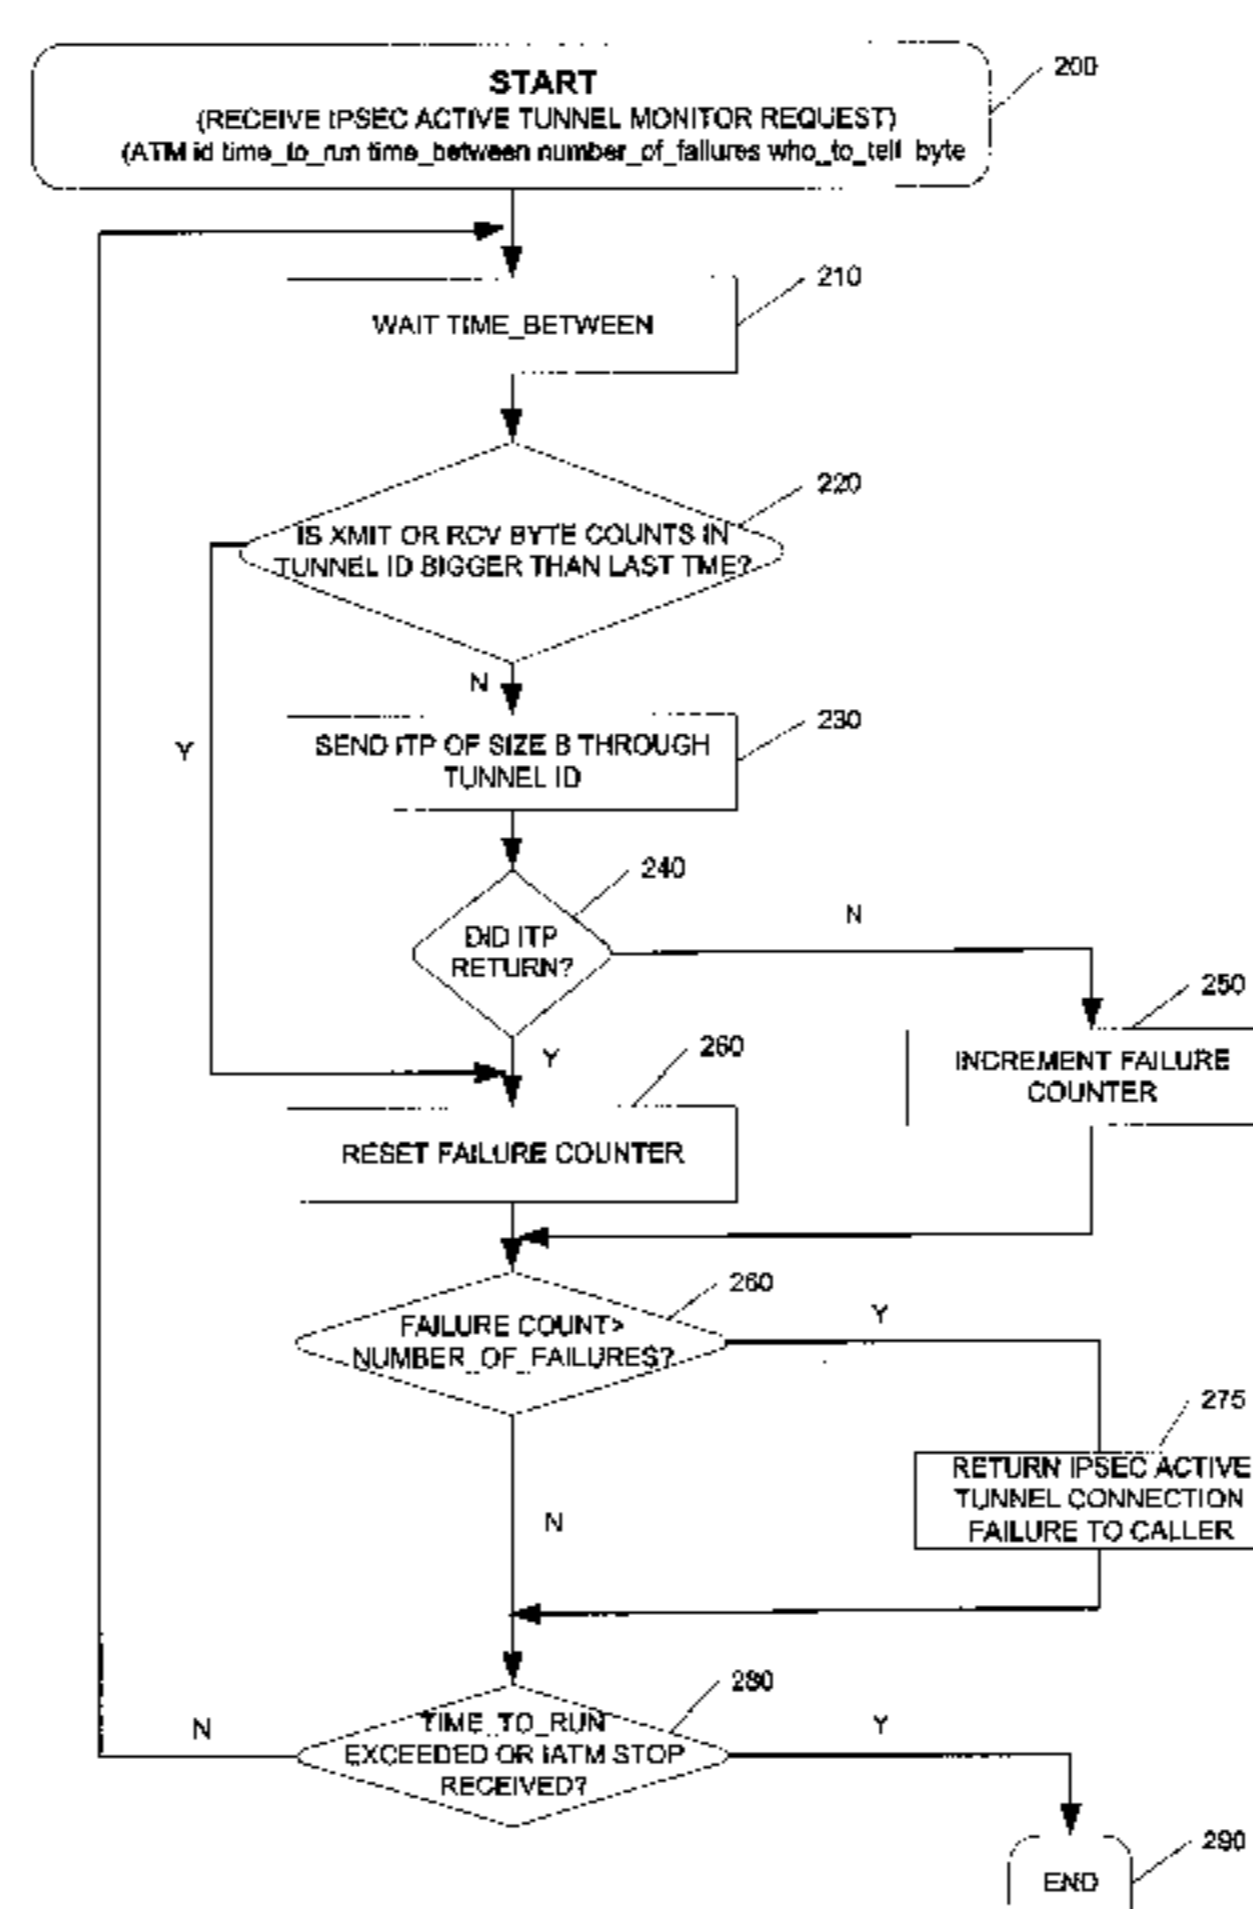 START
200
(RECEIVE IPSEC ACTIVE TUNNEL MONITOR REQUEST)
(ATM id time_to_run time_between number_of_failures who_to_tell byte
210
WAIT TIME_BETWEEN
220
IS XMIT OR RCV BYTE COUNTS IN
TUNNEL ID BIGGER THAN LAST TME?
N
230
Y
SEND ITP OF SIZE B THROUGH
TUNNEL ID
240
N
DID ITP
RETURN?
250
Y
260
INCREMENT FAILURE
COUNTER
RESET FAILURE COUNTER
260
Y
FAILURE COUNT>
NUMBER_OF_FAILURES?
275
RETURN IPSEC ACTIVE
TUNNEL CONNECTION
FAILURE TO CALLER
N
280
N
Y
TIME_TO_RUN
EXCEEDED OR IATM STOP
RECEIVED?
290
END